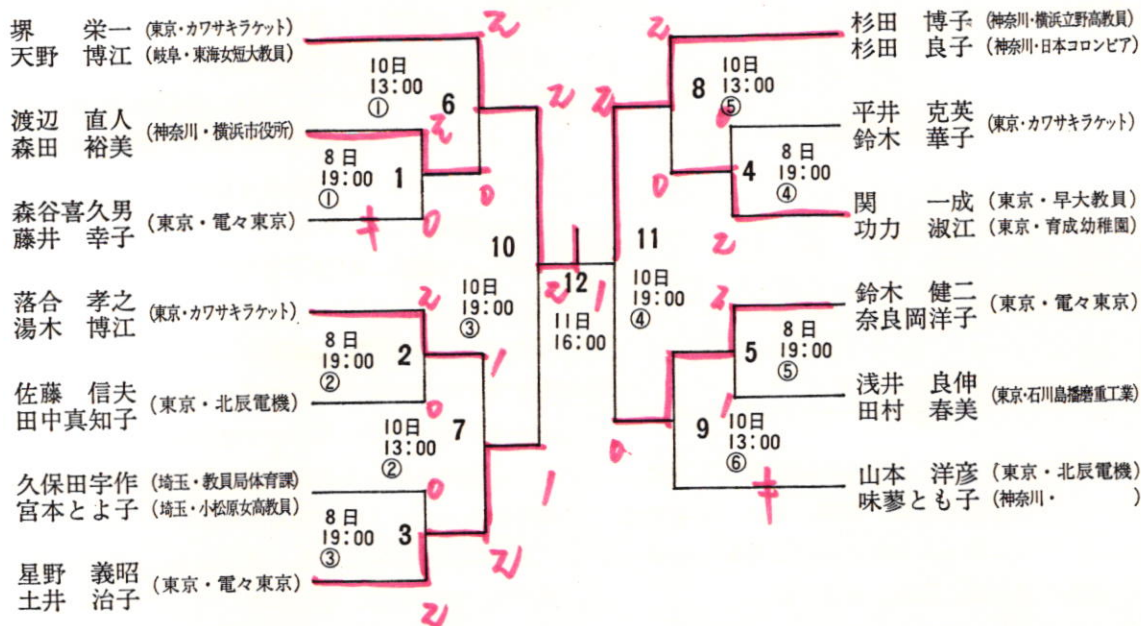 堺 栄一 (東京・カワサキラケット)
天野 博江 (岐阜・東海女短大教員)
渡辺 直人
森田 裕美
(神奈川・横浜市役所)
森谷喜久男
藤井 幸子
(東京・電々東京)
落合 孝之
湯木 博江
(東京・カワサキラケット)
佐藤 信夫
田中真知子
(東京・北辰電機)
久保田宇作 (埼玉・教員局体育課)
宮本とよ子 (埼玉・小松原女高教員)
星野 義昭
土井 治子
(東京・電々東京)
10日
13:00
①
6
2
0
8日
19:00
①
1
2
0
8日
19:00
②
2
2
0
10日
13:00
②
7
1
2
8日
19:00
③
3
0
2
10日
19:00
③
10
2
1
12
11日
16:00
2
1
11
10日
19:00
④
2
0
8
10日
13:00
⑤
2
0
4
8日
19:00
④
2
5
8日
19:00
⑤
2
1
9
10日
13:00
⑥
杉田 博子 (神奈川・横浜立野高教員)
杉田 良子 (神奈川・日本コロンビア)
平井 克英
鈴木 華子
(東京・カワサキラケット)
関 一成 (東京・早大教員)
功力 淑江 (東京・育成幼稚園)
鈴木 健二
奈良岡洋子
(東京・電々東京)
浅井 良伸
田村 春美
(東京・石川島播磨重工業)
山本 洋彦 (東京・北辰電機)
味蓼とも子 (神奈川・ )